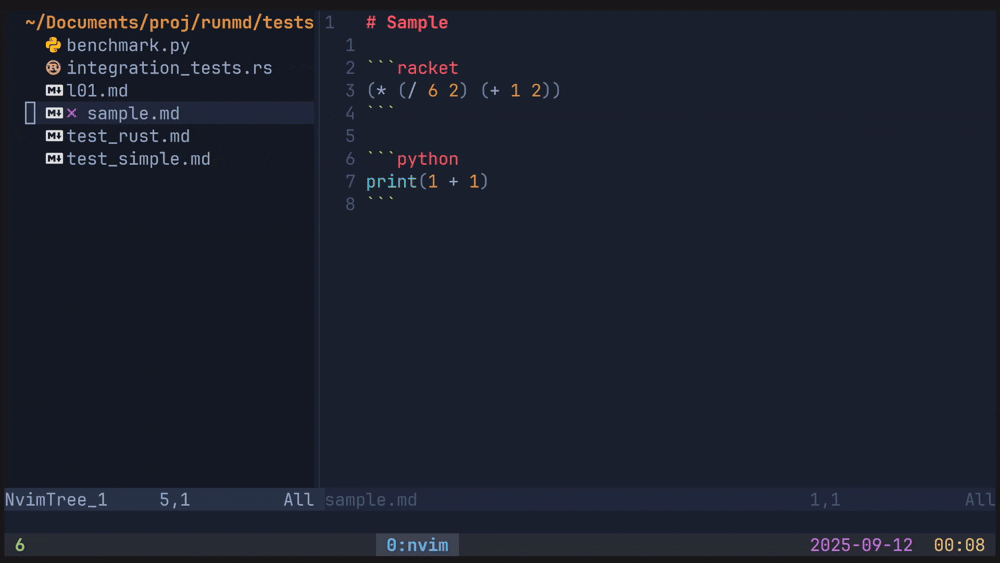 ~/Documents/proj/runmd/tests
benchmark.py
integration_tests.rs
l01.md
× sample.md
test_rust.md
test_simple.md
1 # Sample
1
2 ```racket
3 (* (/ 6 2) (+ 1 2))
4 ```
5
6 ```python
7 print(1 + 1)
8 ```
NvimTree_1 5,1 All
sample.md 1,1 All
6 0:nvim 2025-09-12 00:08